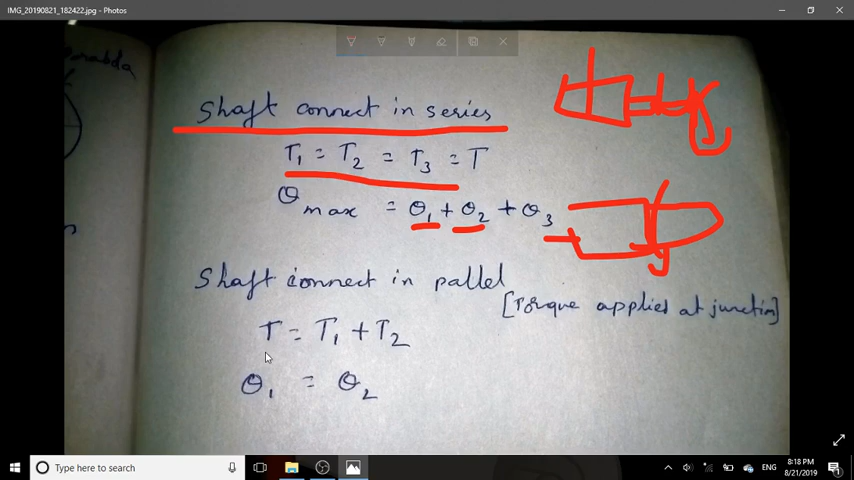 IMG_20190821_182422.jpg - Photos
Shaft connect in series
T1 = T2 = T3 = T
θmax = θ1 + θ2 + θ3
Shaft connect in pallel
[Torque applied at junction]
T = T1 + T2
θ1 = θ2
Type here to search
ENG
8:18 PM
8/21/2019